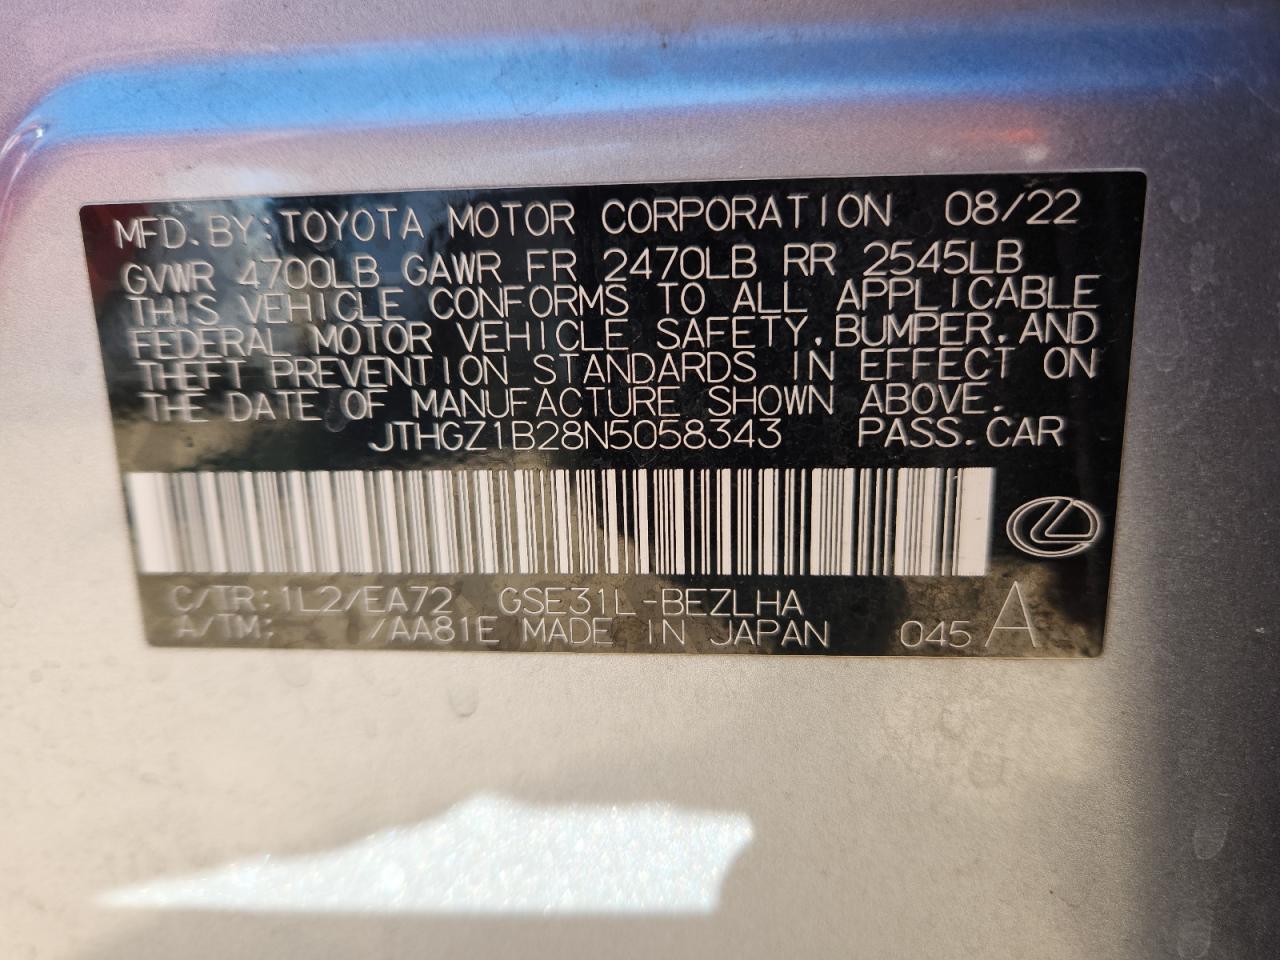 MFD. BY: TOYOTA MOTOR CORPORATION 08/22
GVWR 4700LB GAWR FR 2470LB RR 2545LB
THIS VEHICLE CONFORMS TO ALL APPLICABLE
FEDERAL MOTOR VEHICLE SAFETY, BUMPER, AND
THEFT PREVENTION STANDARDS IN EFFECT ON
THE DATE OF MANUFACTURE SHOWN ABOVE.
JTHGZ1B28N5058343 PASS. CAR
C/TR: 1L2/EA72 GSE31L-BEZLHA
A/TM: /AA81E MADE IN JAPAN 045 A